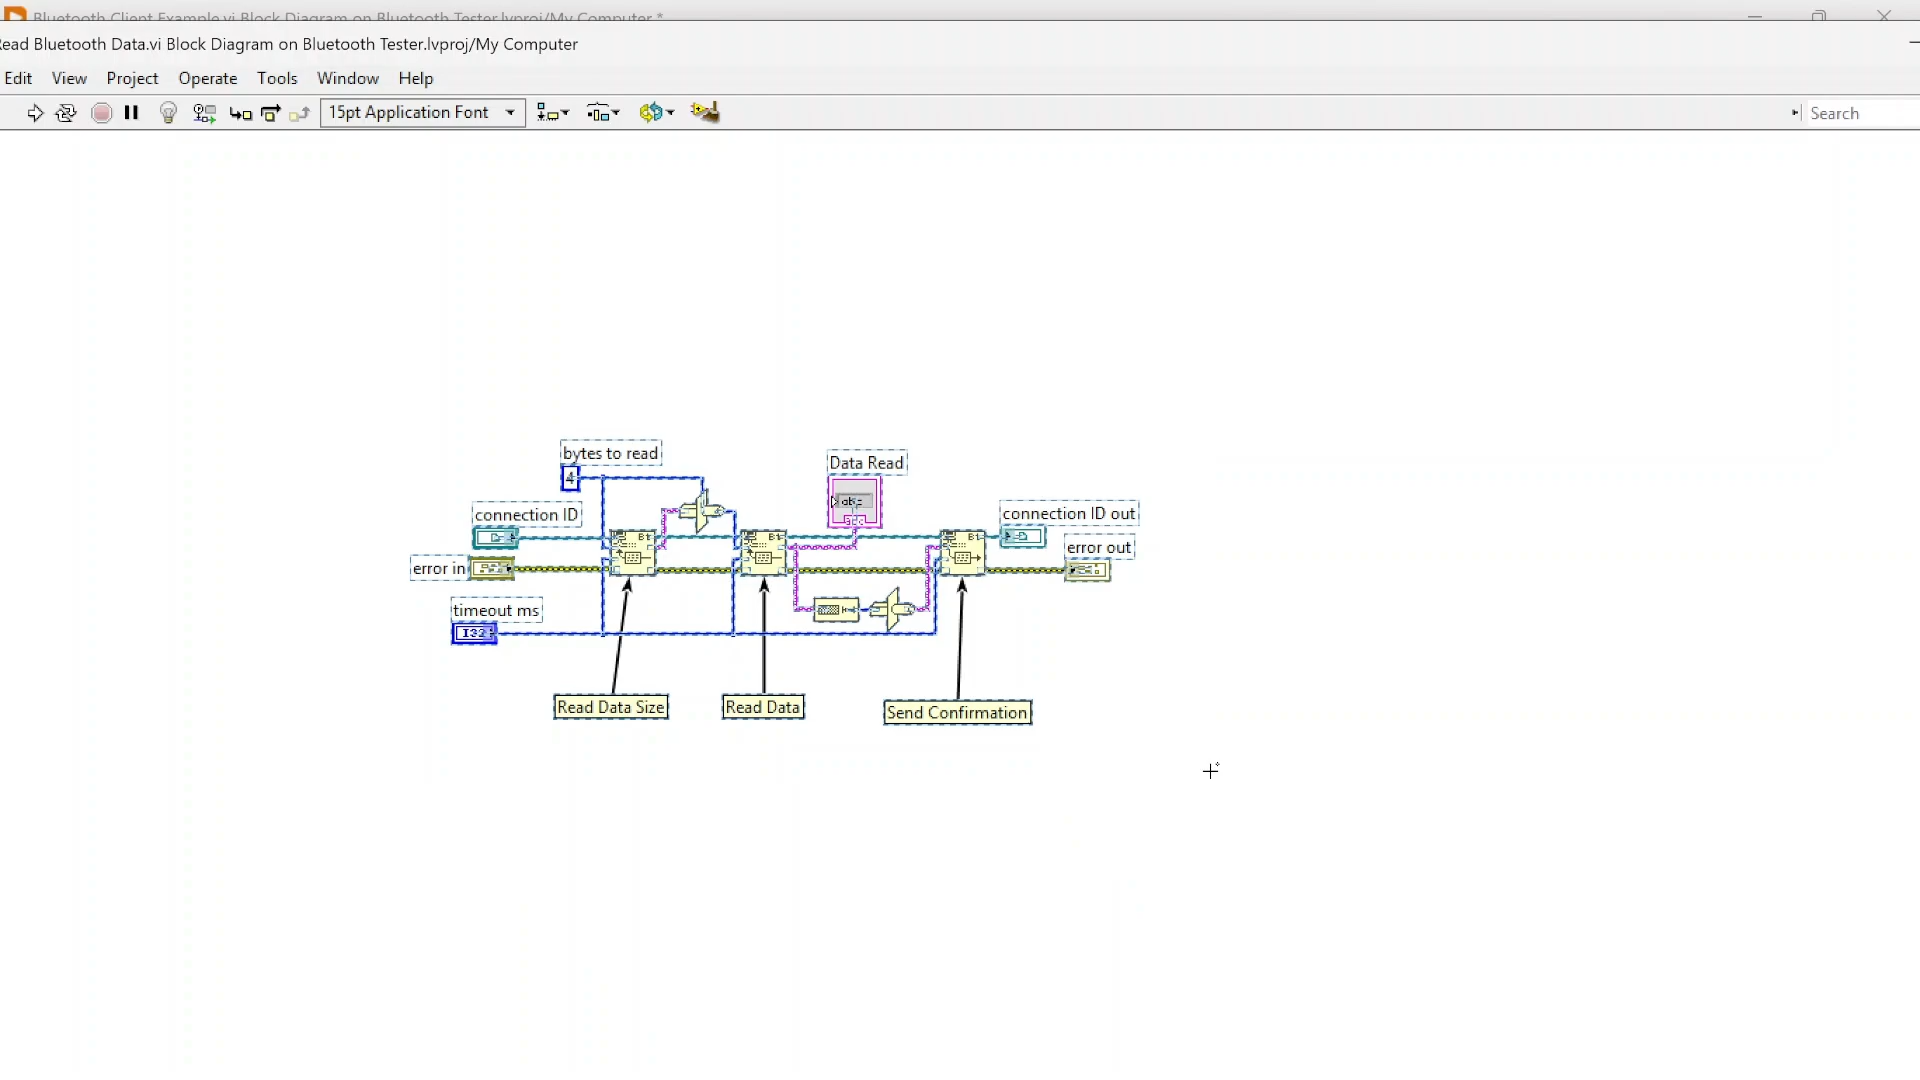 Bluetooth Client Example.vi Block Diagram on Bluetooth Tester.lvproj/My Computer *
ead Bluetooth Data.vi Block Diagram on Bluetooth Tester.lvproj/My Computer
Edit View Project Operate Tools Window Help
15pt Application Font
Search
bytes to read
4
Data Read
abc
connection ID
connection ID out
error in
error out
timeout ms
I32
Read Data Size
Read Data
Send Confirmation